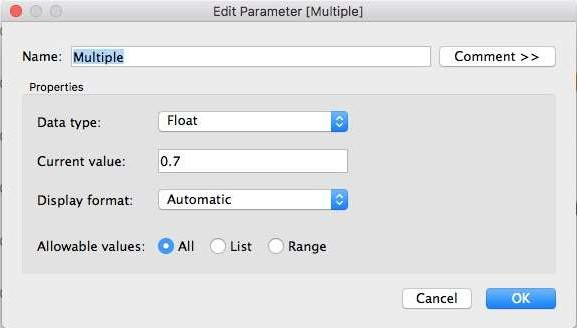 Edit Parameter [Multiple]
Name: Multiple Comment >>
Properties
Data type: Float
Current value: 0.7
Display format: Automatic
Allowable values: All List Range
Cancel OK